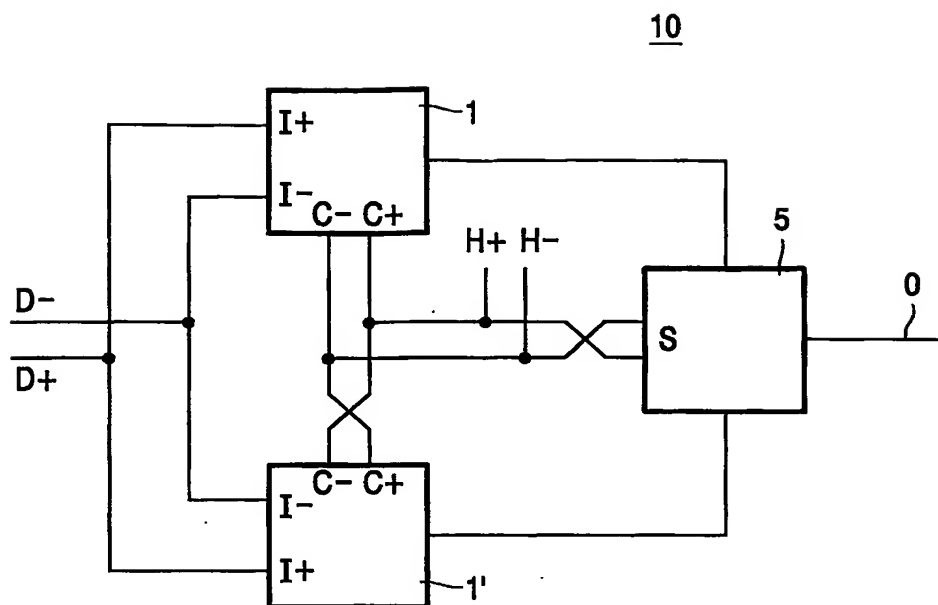 10
I+
1
I-
C- C+
H+ H-
5
D-
D+
S
0
C- C+
I-
I+
1'